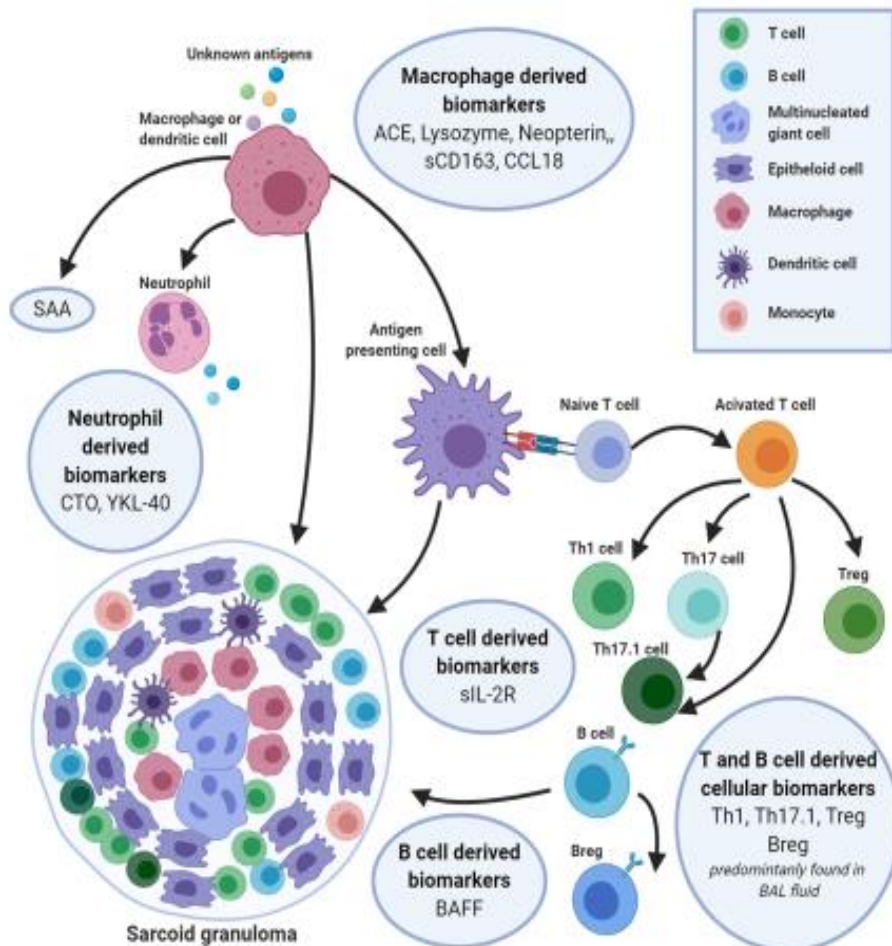 Unknown antigens
Macrophage or
dendritic cell
Macrophage derived
biomarkers
ACE, Lysozyme, Neopterin,,
sCD163, CCL18
T cell
B cell
Multinucleated
giant cell
Epitheloid cell
Macrophage
Dendritic cell
Monocyte
SAA
Neutrophil
Neutrophil
derived
biomarkers
CTO, YKL-40
Antigen
presenting cell
Naive T cell
Acivated T cell
Th1 cell
Th17 cell
Treg
Th17.1 cell
T cell derived
biomarkers
sIL-2R
B cell
Breg
B cell derived
biomarkers
BAFF
T and B cell derived
cellular biomarkers
Th1, Th17.1, Treg
Breg
predomintanly found in
BAL fluid
Sarcoid granuloma